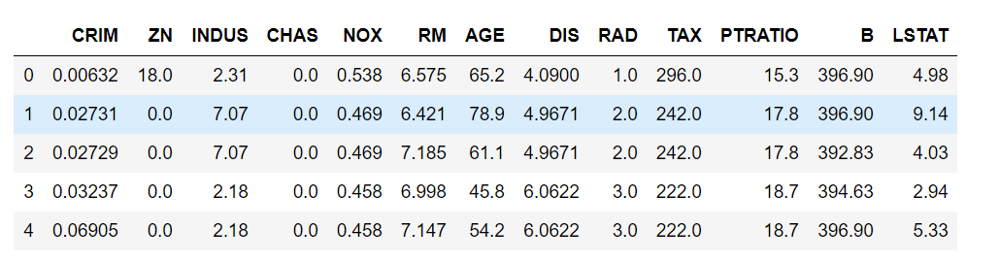 CRIM ZN INDUS CHAS NOX RM AGE DIS RAD TAX PTRATIO B LSTAT
0 0.00632 18.0 2.31 0.0 0.538 6.575 65.2 4.0900 1.0 296.0 15.3 396.90 4.98
1 0.02731 0.0 7.07 0.0 0.469 6.421 78.9 4.9671 2.0 242.0 17.8 396.90 9.14
2 0.02729 0.0 7.07 0.0 0.469 7.185 61.1 4.9671 2.0 242.0 17.8 392.83 4.03
3 0.03237 0.0 2.18 0.0 0.458 6.998 45.8 6.0622 3.0 222.0 18.7 394.63 2.94
4 0.06905 0.0 2.18 0.0 0.458 7.147 54.2 6.0622 3.0 222.0 18.7 396.90 5.33